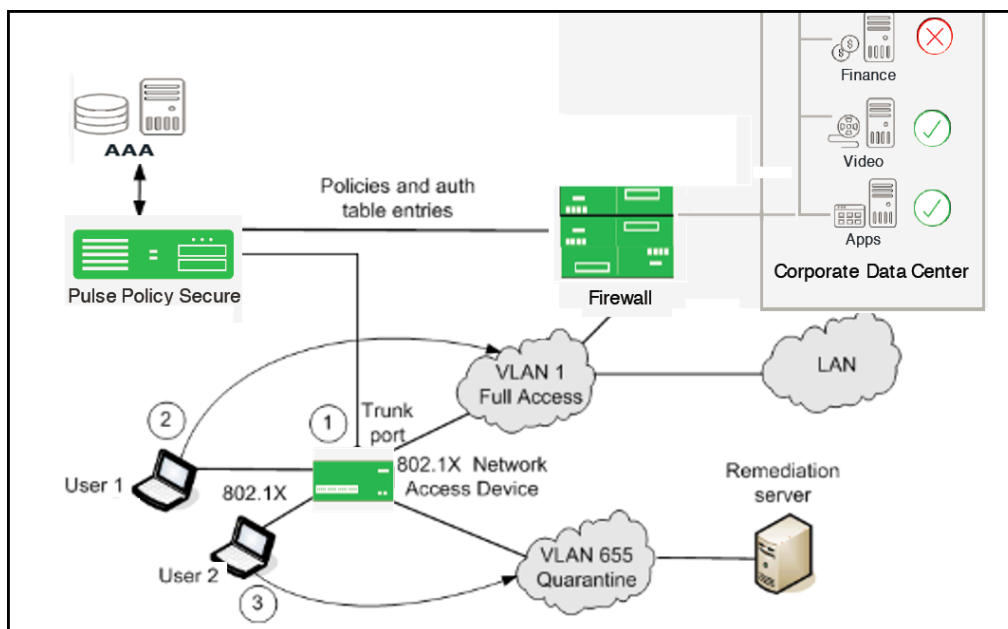 Finance
Video
Apps
Corporate Data Center
AAA
Policies and auth
table entries
Pulse Policy Secure
Firewall
VLAN 1
Full Access
LAN
1
Trunk
port
2
User 1
802.1X
802.1X Network
Access Device
Remediation
server
User 2
3
VLAN 655
Quarantine